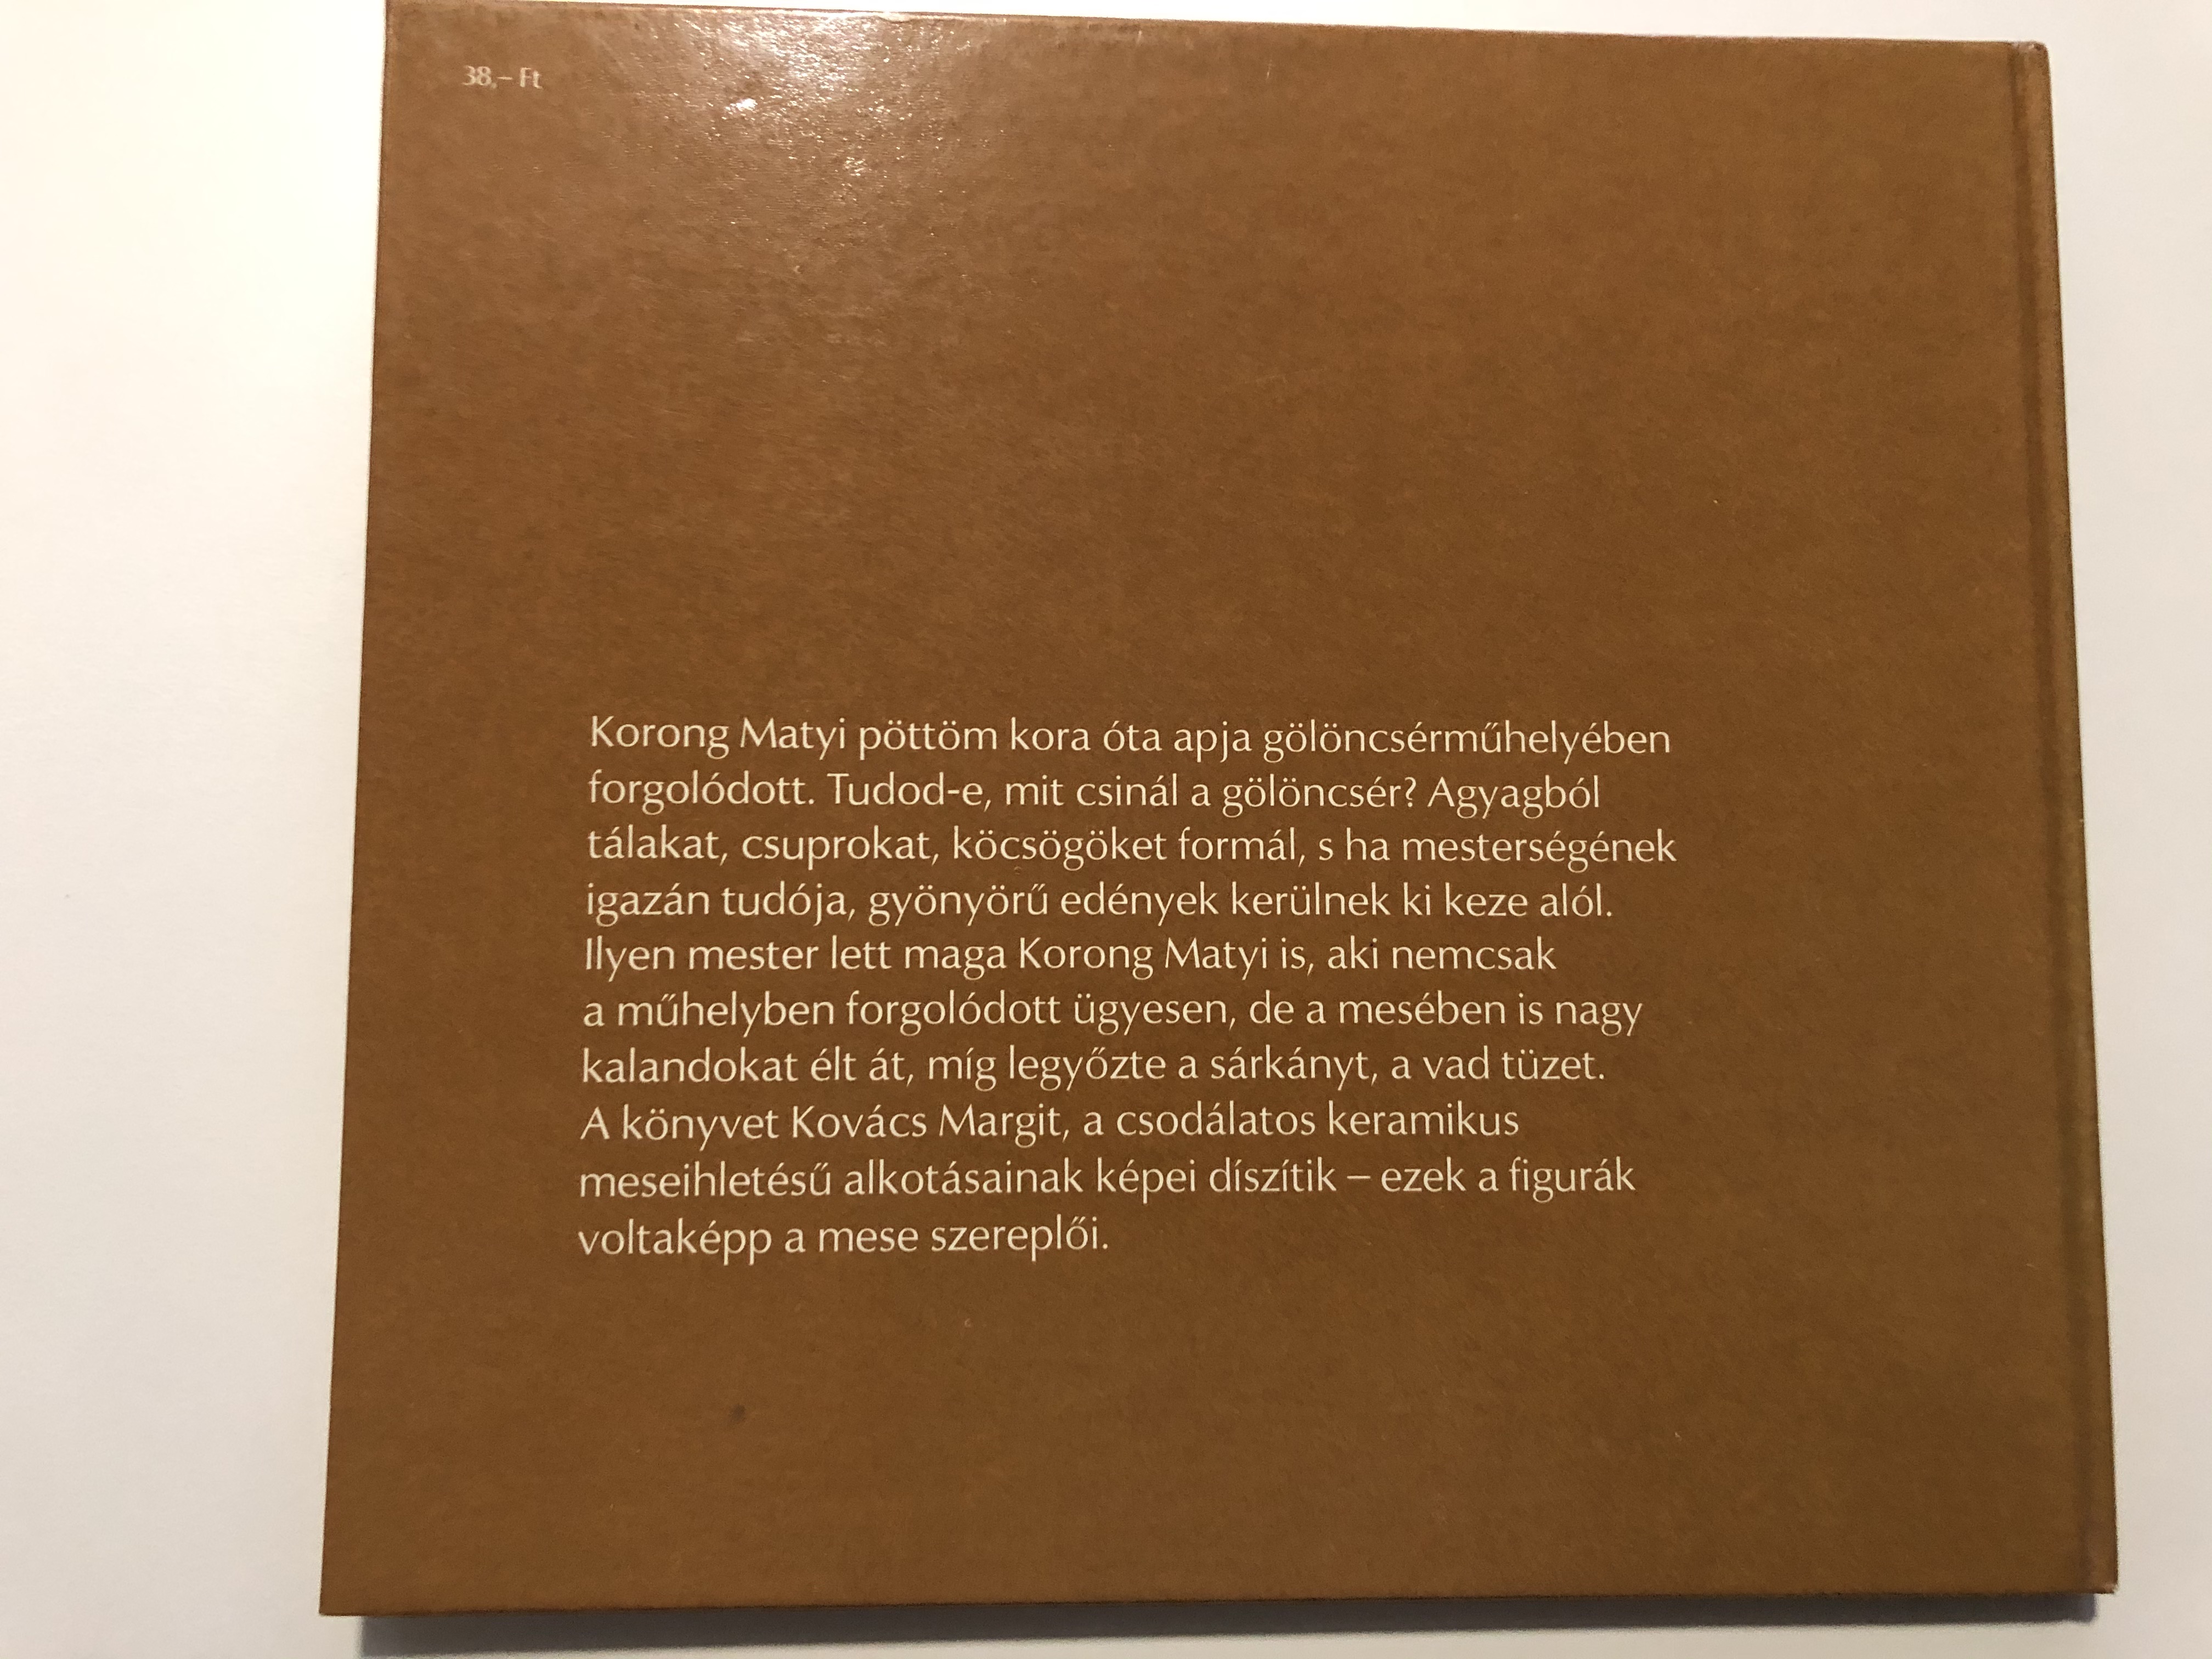 38,– Ft
Korong Matyi pöttöm kora óta apja gölöncsérműhelyében
forgolódott. Tudod-e, mit csinál a gölöncsér? Agyagból
tálakat, csuprokat, köcsögöket formál, s ha mesterségének
igazán tudója, gyönyörű edények kerülnek ki keze alól.
Ilyen mester lett maga Korong Matyi is, aki nemcsak
a műhelyben forgolódott ügyesen, de a mesében is nagy
kalandokat élt át, míg legyőzte a sárkányt, a vad tüzet.
A könyvet Kovács Margit, a csodálatos keramikus
meseihletésű alkotásainak képei díszítik – ezek a figurák
voltaképp a mese szereplői.